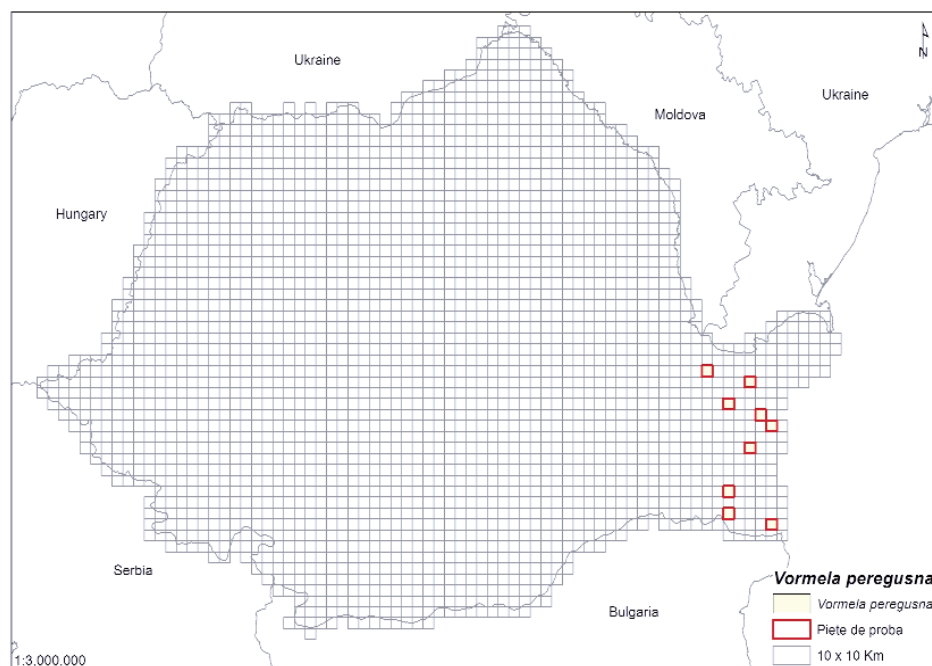 Ukraine
N
Ukraine
Moldova
Hungary
Serbia
Bulgaria
Vormela peregusna
Vormela peregusna
Piete de proba
10 x 10 Km
1:3.000.000